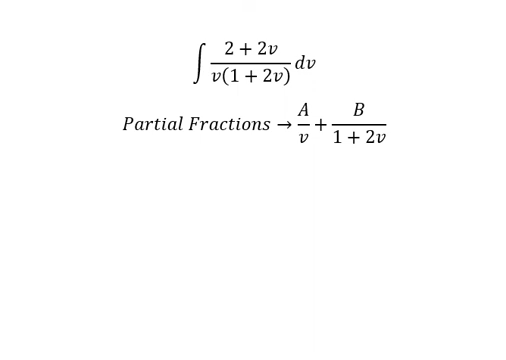 ∫ (2 + 2v)/(v(1 + 2v)) dv
Partial Fractions → A/v + B/(1 + 2v)